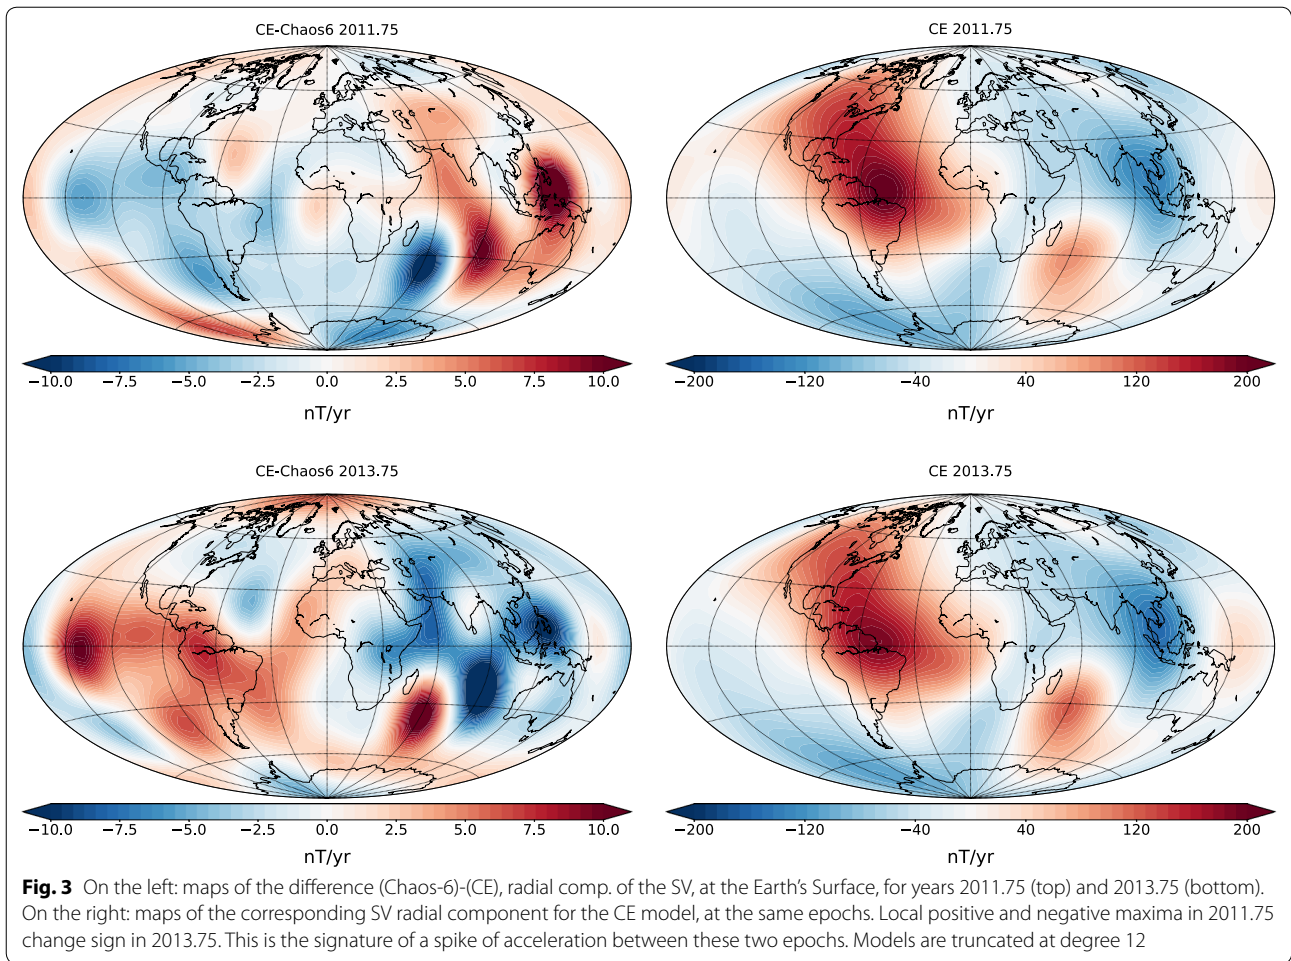 CE-Chaos6 2011.75
CE 2011.75
−10.0 −7.5 −5.0 −2.5 0.0 2.5 5.0 7.5 10.0
nT/yr
−200 −120 −40 40 120 200
nT/yr
CE-Chaos6 2013.75
CE 2013.75
−10.0 −7.5 −5.0 −2.5 0.0 2.5 5.0 7.5 10.0
nT/yr
−200 −120 −40 40 120 200
nT/yr
Fig. 3 On the left: maps of the difference (Chaos-6)-(CE), radial comp. of the SV, at the Earth's Surface, for years 2011.75 (top) and 2013.75 (bottom).
On the right: maps of the corresponding SV radial component for the CE model, at the same epochs. Local positive and negative maxima in 2011.75
change sign in 2013.75. This is the signature of a spike of acceleration between these two epochs. Models are truncated at degree 12